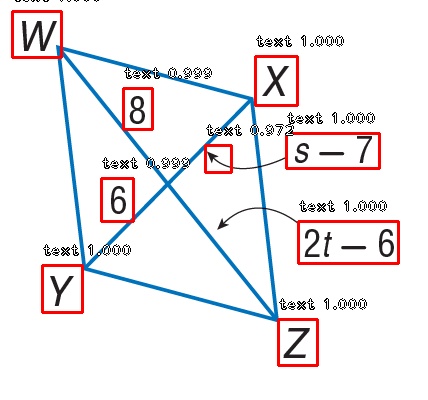 text 1.000
W
text 1.000
X
text 0.999
8
text 0.972
text 1.000
s – 7
text 0.999
6
text 1.000
2t – 6
text 1.000
Y
text 1.000
Z